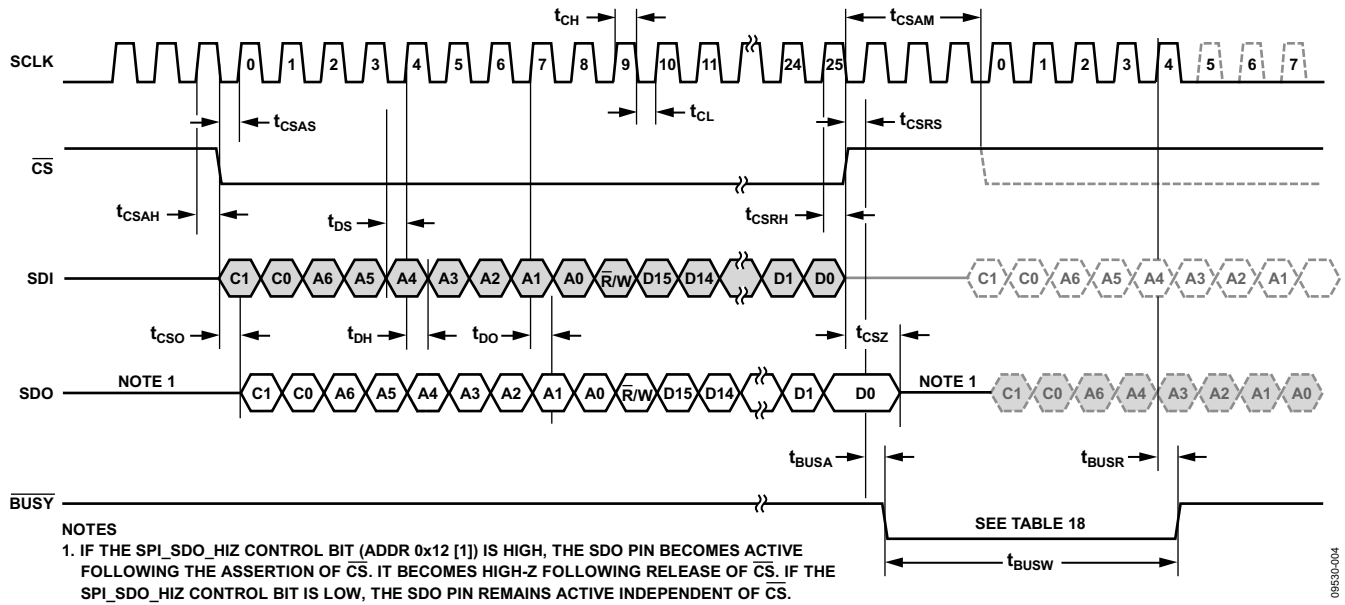 tCH
tCSAM
SCLK
0 1 2 3 4 5 6 7 8 9 10 11 24 25 0 1 2 3 4 5 6 7
tCSAS
tCL
tCSRS
CS
tCSAH
tDS
tCSRH
SDI
C1 C0 A6 A5 A4 A3 A2 A1 A0 R/W D15 D14 D1 D0 C1 C0 A6 A5 A4 A3 A2 A1
tCSO
tDH
tDO
tCSZ
SDO
NOTE 1
C1 C0 A6 A5 A4 A3 A2 A1 A0 R/W D15 D14 D1 D0
NOTE 1
C1 C0 A6 A4 A3 A2 A1 A0
tBUSA
tBUSR
BUSY
SEE TABLE 18
tBUSW
NOTES
1. IF THE SPI_SDO_HIZ CONTROL BIT (ADDR 0x12 [1]) IS HIGH, THE SDO PIN BECOMES ACTIVE
FOLLOWING THE ASSERTION OF CS. IT BECOMES HIGH-Z FOLLOWING RELEASE OF CS. IF THE
SPI_SDO_HIZ CONTROL BIT IS LOW, THE SDO PIN REMAINS ACTIVE INDEPENDENT OF CS.
09530-004